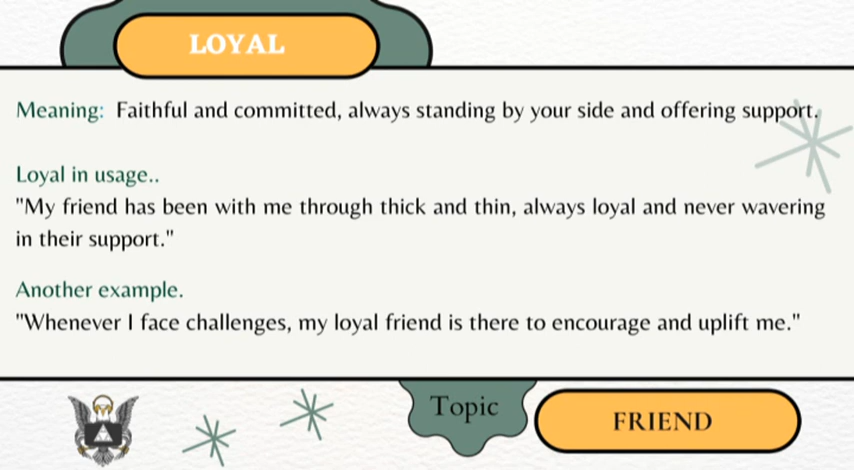 LOYAL
Meaning: Faithful and committed, always standing by your side and offering support.
Loyal in usage..
"My friend has been with me through thick and thin, always loyal and never wavering
in their support."
Another example.
"Whenever I face challenges, my loyal friend is there to encourage and uplift me."
Topic
FRIEND